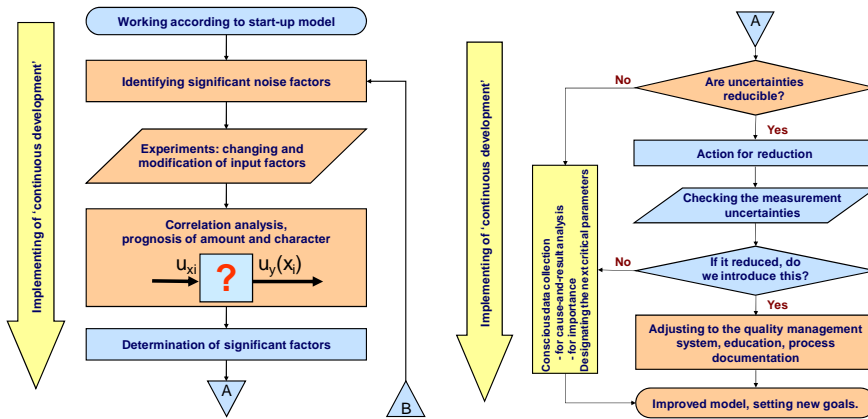 Implementing of 'continuous development'
Working according to start-up model
Identifying significant noise factors
Experiments: changing and
modification of input factors
Correlation analysis,
prognosis of amount and character
uxi
?
uy(xi)
Determination of significant factors
A
B
Implementing of 'continuous development'
A
Are uncertainties
reducible?
No
Yes
Action for reduction
Checking the measurement
uncertainties
If it reduced, do
we introduce this?
No
Yes
Conscious data collection
- for cause-and-result analysis
- for importance
Designating the next critical parameters
Adjusting to the quality management
system, education, process
documentation
Improved model, setting new goals.